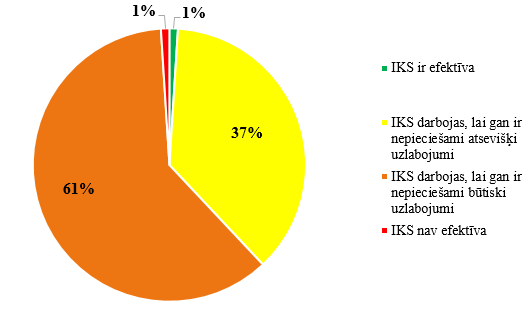 1%
1%
37%
61%
IKS ir efektīva
IKS darbojas, lai gan ir
nepieciešami atsevišķi
uzlabojumi
IKS darbojas, lai gan ir
nepieciešami būtiski
uzlabojumi
IKS nav efektīva